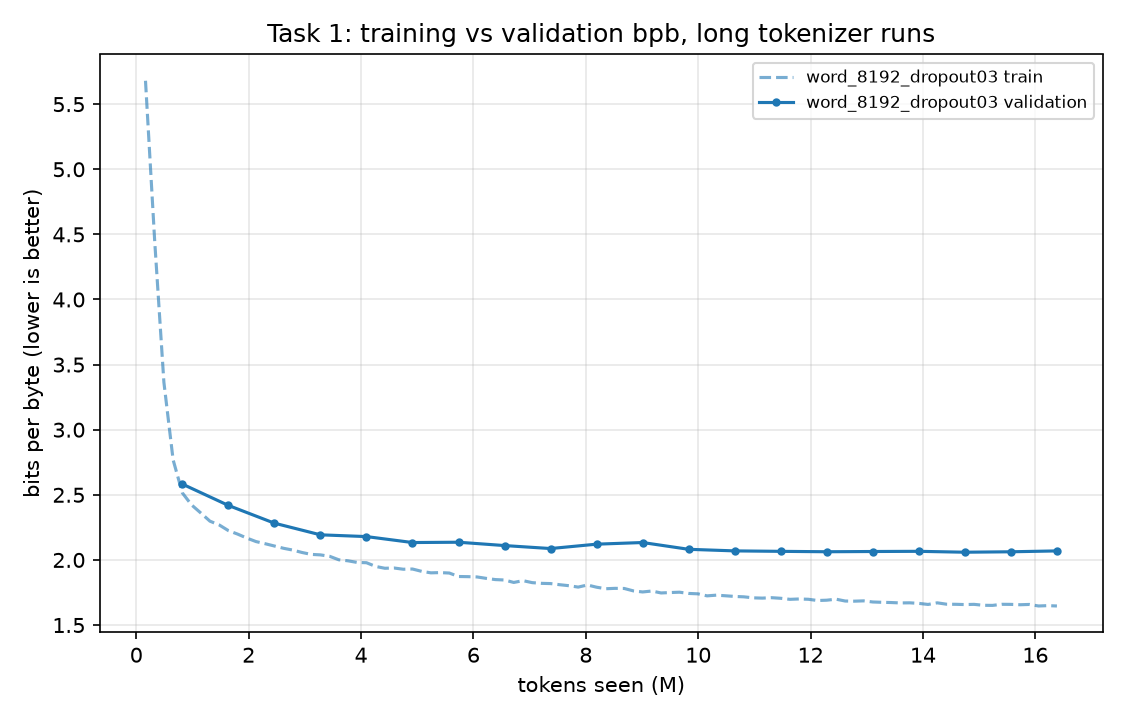 Task 1: training vs validation bpb, long tokenizer runs
word_8192_dropout03 train
word_8192_dropout03 validation
bits per byte (lower is better)
5.5
5.0
4.5
4.0
3.5
3.0
2.5
2.0
1.5
0 2 4 6 8 10 12 14 16
tokens seen (M)